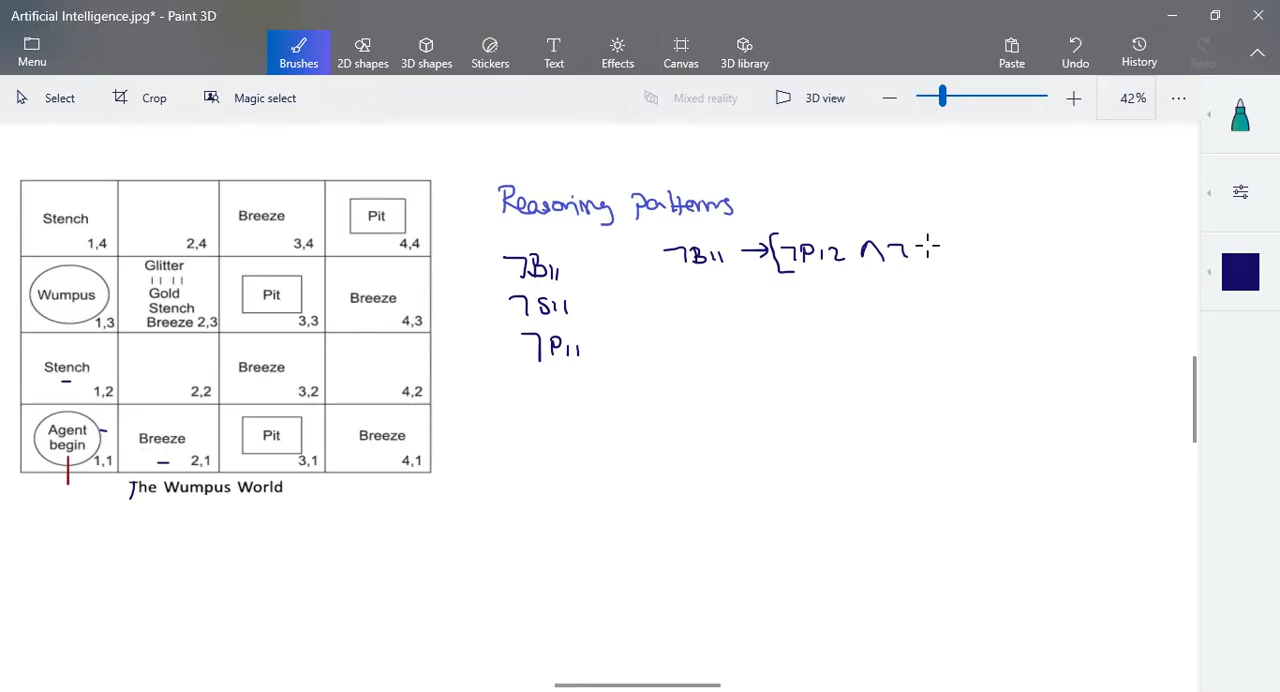 Artificial Intelligence.jpg* - Paint 3D
Menu
Brushes 2D shapes 3D shapes Stickers Text Effects Canvas 3D library Paste Undo History Redo
Select Crop Magic select Mixed reality 3D view 42%
Stench 1,4
2,4
Breeze 3,4
Pit 4,4
Wumpus 1,3
Glitter
Gold
Stench
Breeze 2,3
Pit 3,3
Breeze 4,3
Stench 1,2
2,2
Breeze 3,2
4,2
Agent
begin
1,1
Breeze 2,1
Pit 3,1
Breeze 4,1
The Wumpus World
Reasoning patterns
¬B11
¬S11
¬P11
¬B11 → [¬P12 ∧ ¬